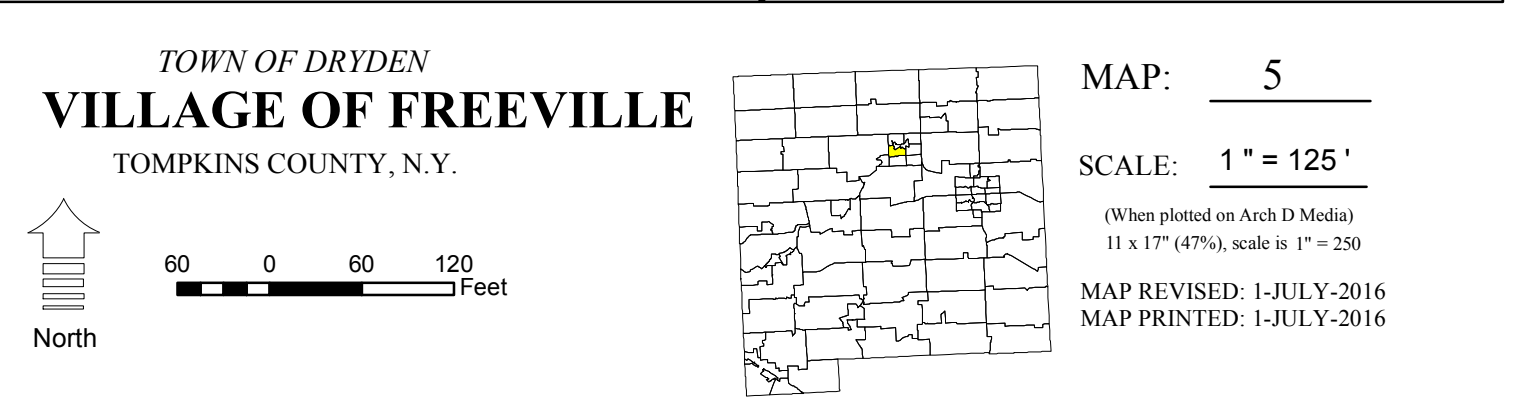 TOWN OF DRYDEN
VILLAGE OF FREEVILLE
TOMPKINS COUNTY, N.Y.
North
60 0 60 120
Feet
MAP: 5
SCALE: 1 " = 125 '
(When plotted on Arch D Media)
11 x 17" (47%), scale is 1" = 250
MAP REVISED: 1-JULY-2016
MAP PRINTED: 1-JULY-2016